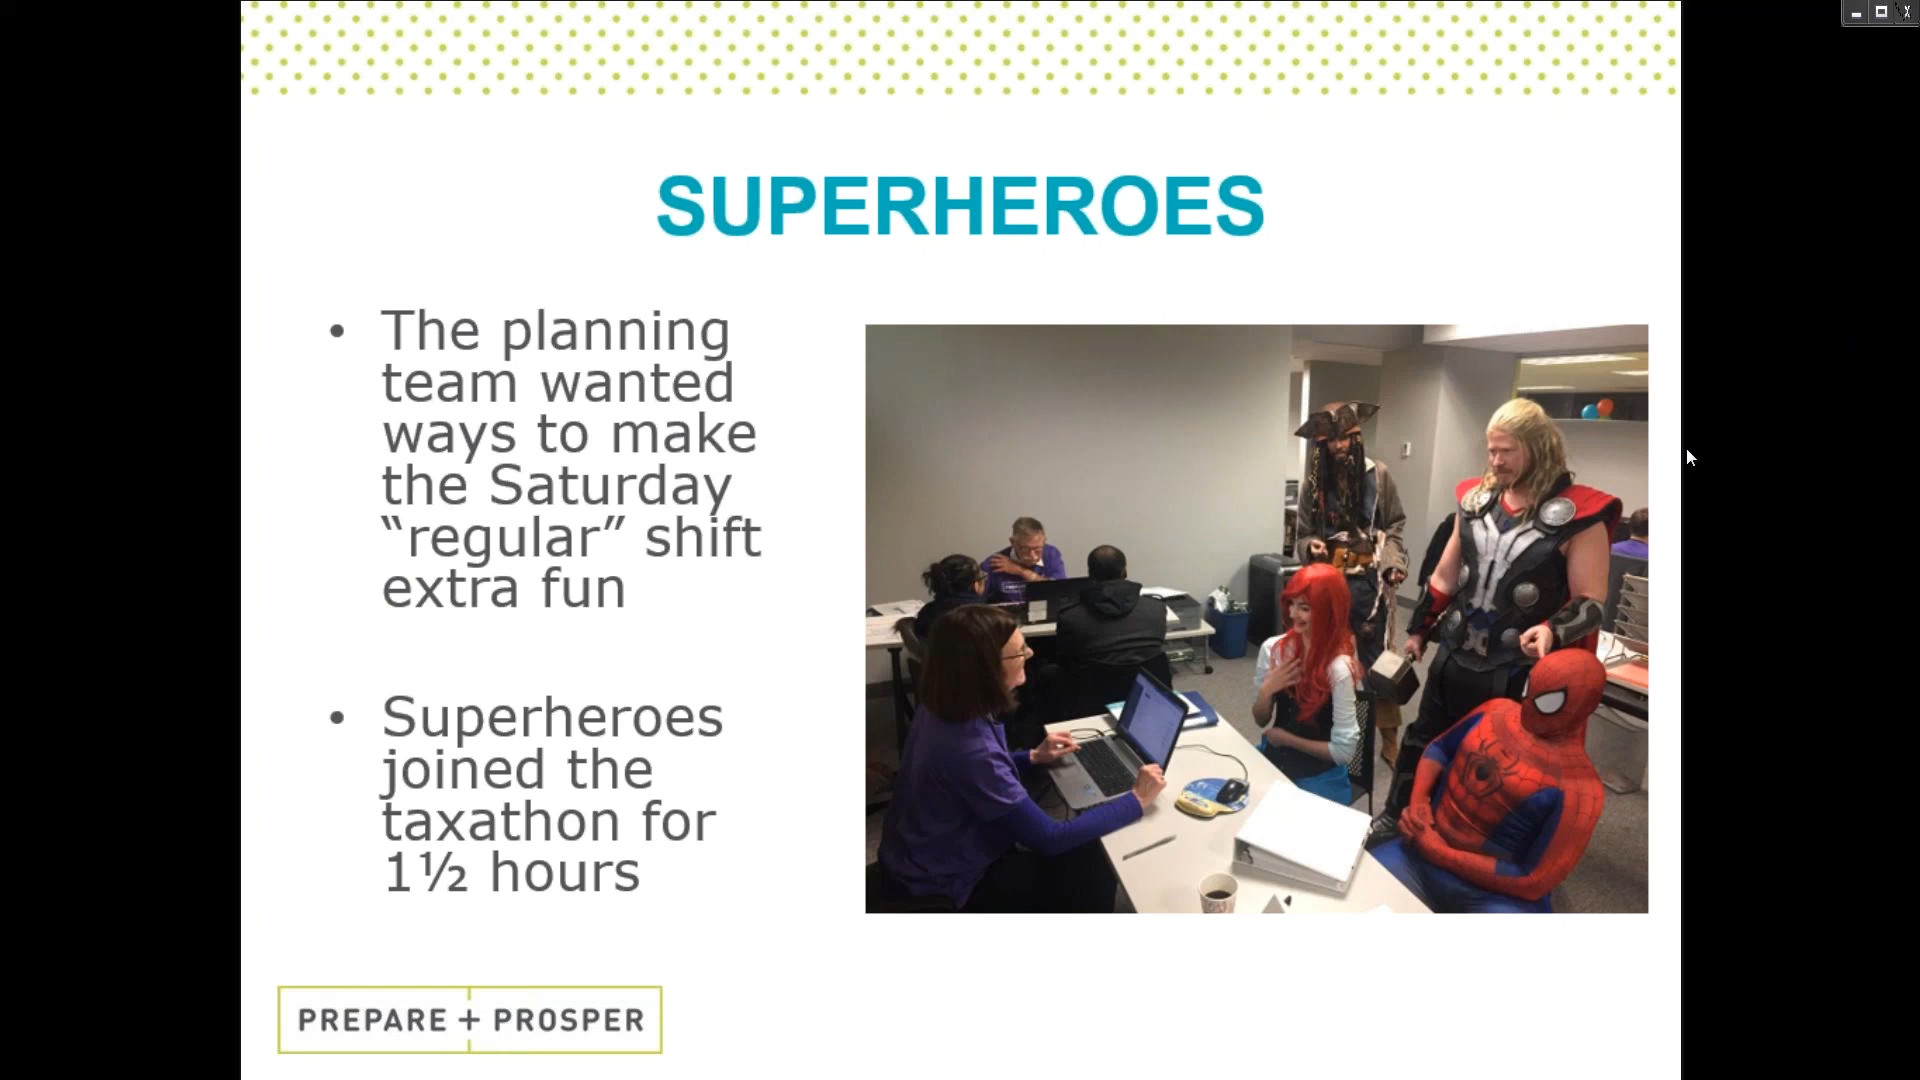 SUPERHEROES
• The planning
team wanted
ways to make
the Saturday
“regular” shift
extra fun
• Superheroes
joined the
taxathon for
1½ hours
PREPARE + PROSPER